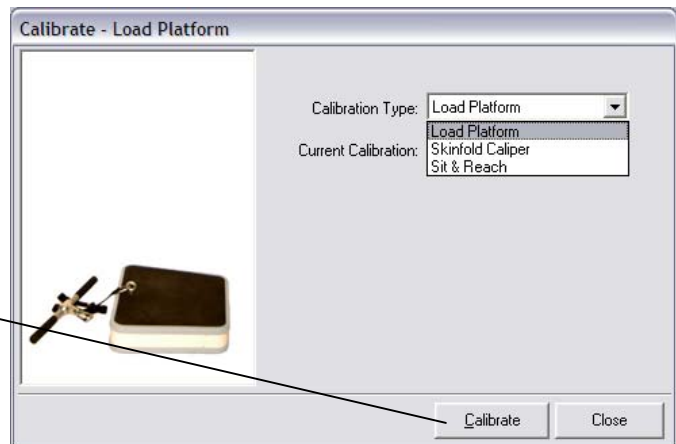 Calibrate - Load Platform
Calibration Type: Load Platform
Load Platform
Current Calibration: Skinfold Caliper
Sit & Reach
Calibrate Close